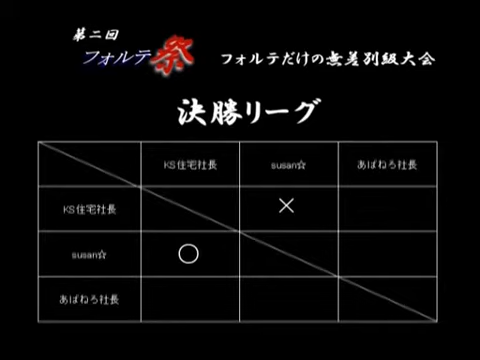 第二回
フォルテ祭 フォルテだけの無差別級大会
決勝リーグ
KS住宅社長 susan☆ あばねろ社長
KS住宅社長 ×
susan☆ ○
あばねろ社長